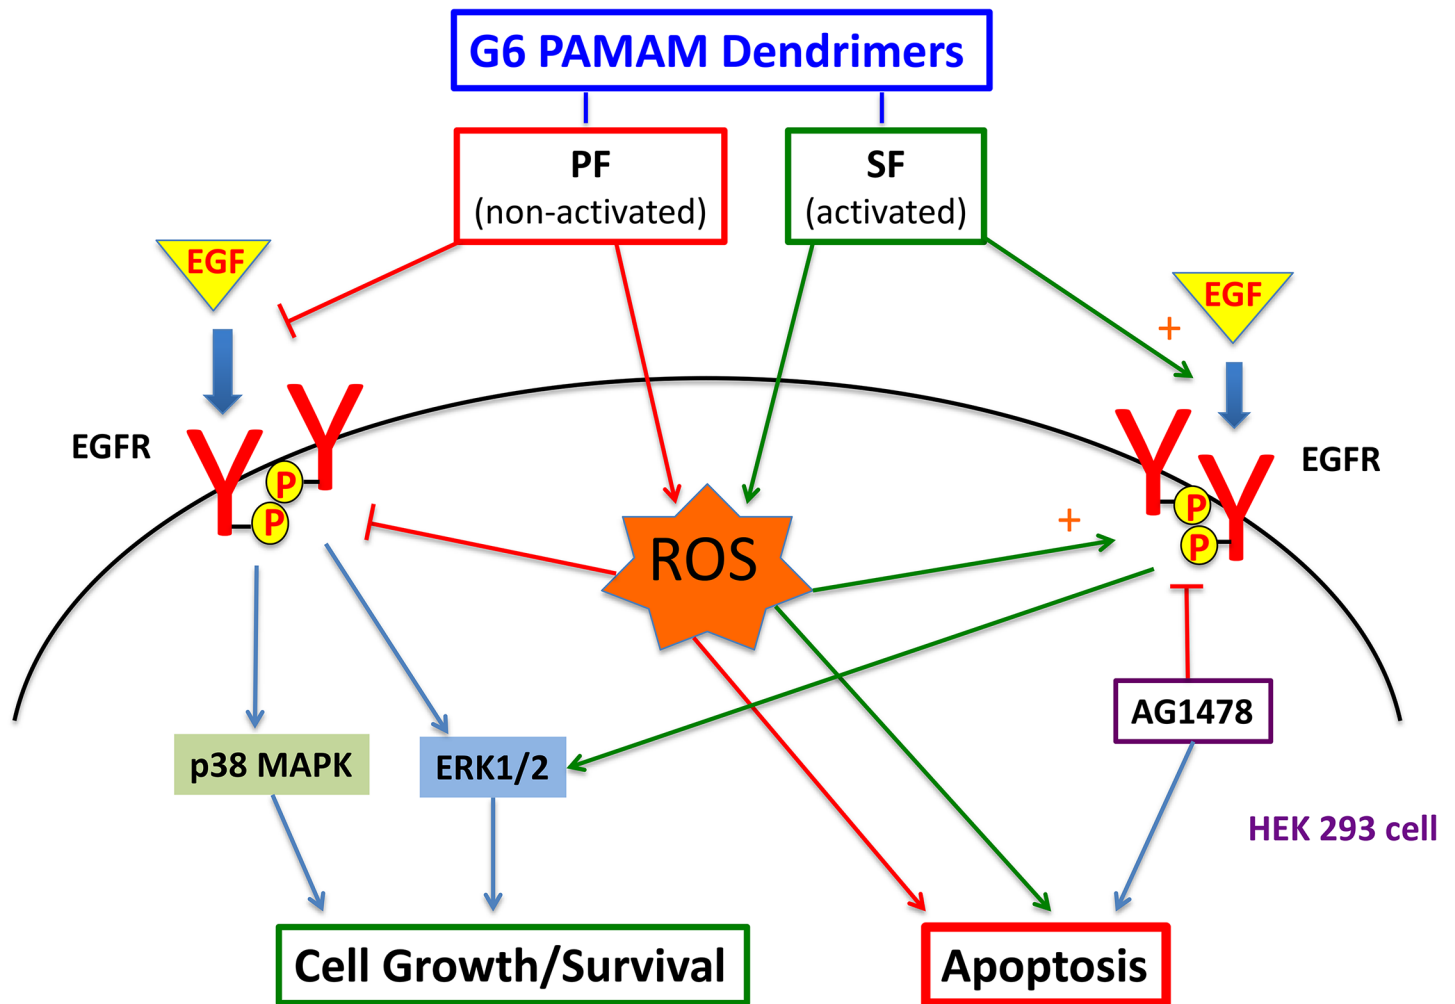 G6 PAMAM Dendrimers
PF
(non-activated)
SF
(activated)
EGF
+
EGF
EGFR
EGFR
P
P
P
P
ROS
+
AG1478
p38 MAPK
ERK1/2
HEK 293 cell
Cell Growth/Survival
Apoptosis